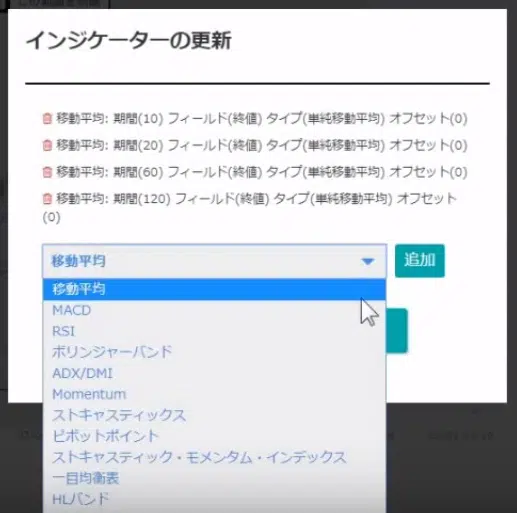 インジケーターの更新
移動平均: 期間(10) フィールド(終値) タイプ(単純移動平均) オフセット(0)
移動平均: 期間(20) フィールド(終値) タイプ(単純移動平均) オフセット(0)
移動平均: 期間(60) フィールド(終値) タイプ(単純移動平均) オフセット(0)
移動平均: 期間(120) フィールド(終値) タイプ(単純移動平均) オフセット
(0)
移動平均 追加
移動平均
MACD
RSI
ボリンジャーバンド
ADX/DMI
Momentum
ストキャスティックス
ピボットポイント
ストキャスティック・モメンタム・インデックス
一目均衡表
HLバンド